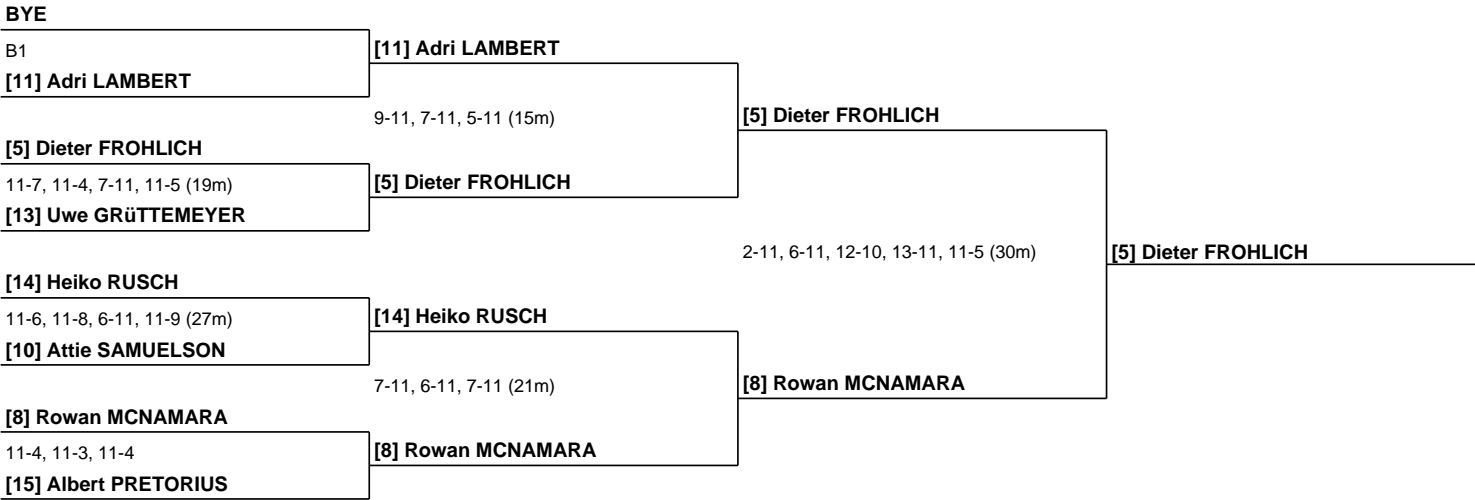 BYE
B1
[11] Adri LAMBERT
[11] Adri LAMBERT
9-11, 7-11, 5-11 (15m)
[5] Dieter FROHLICH
[5] Dieter FROHLICH
11-7, 11-4, 7-11, 11-5 (19m)
[5] Dieter FROHLICH
[13] Uwe GRüTTEMEYER
2-11, 6-11, 12-10, 13-11, 11-5 (30m)
[5] Dieter FROHLICH
[14] Heiko RUSCH
11-6, 11-8, 6-11, 11-9 (27m)
[14] Heiko RUSCH
[10] Attie SAMUELSON
7-11, 6-11, 7-11 (21m)
[8] Rowan MCNAMARA
[8] Rowan MCNAMARA
11-4, 11-3, 11-4
[8] Rowan MCNAMARA
[15] Albert PRETORIUS